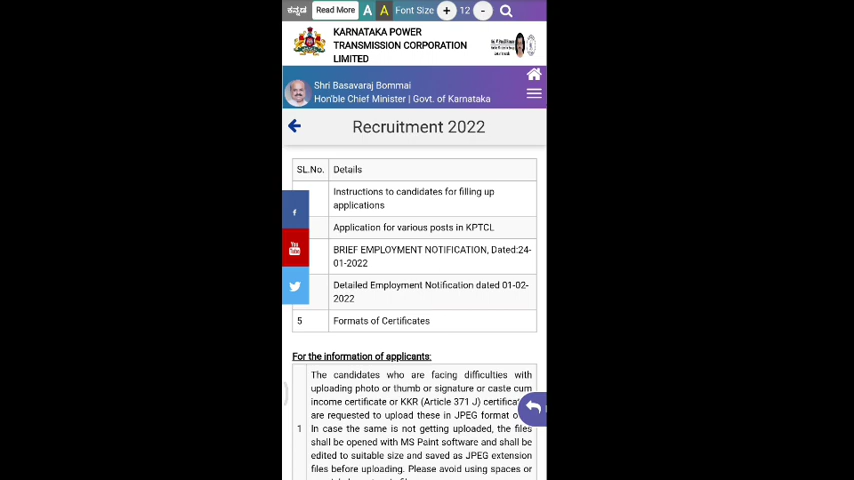 ಕನ್ನಡ Read More A A Font Size + 12 -
KARNATAKA POWER
TRANSMISSION CORPORATION
LIMITED
Shri Basavaraj Bommai
Hon'ble Chief Minister | Govt. of Karnataka
Recruitment 2022
SL.No. Details
Instructions to candidates for filling up
applications
Application for various posts in KPTCL
BRIEF EMPLOYMENT NOTIFICATION, Dated:24-
01-2022
Detailed Employment Notification dated 01-02-
2022
5 Formats of Certificates
For the information of applicants:
The candidates who are facing difficulties with
uploading photo or thumb or signature or caste cum
income certificate or KKR (Article 371 J)
are requested to upload these in JPEG format
1 In case the same is not getting uploaded, the files
shall be opened with MS Paint software and shall be
edited to suitable size and saved as JPEG extension
files before uploading. Please avoid using spaces or